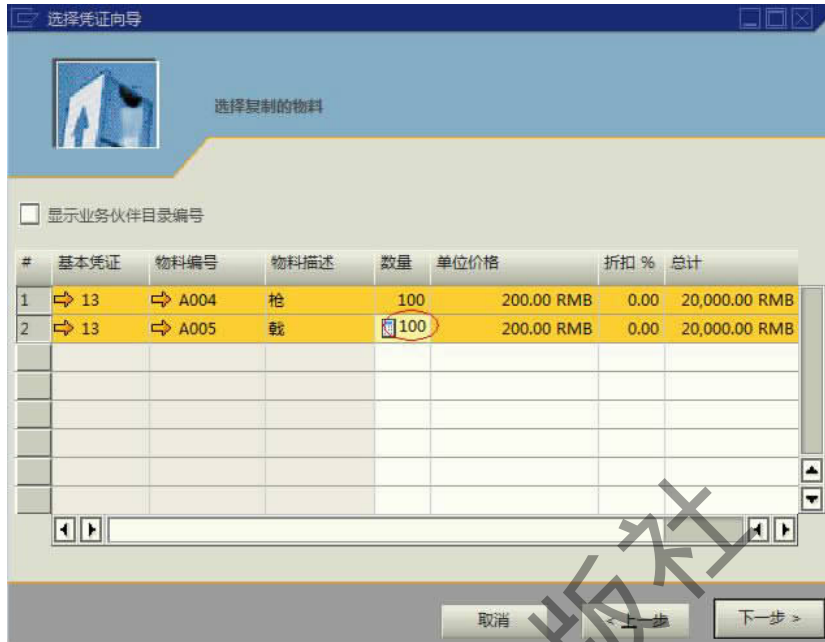 选择凭证向导
选择复制的物料
显示业务伙伴目录编号
# 基本凭证 物料编号 物料描述 数量 单位价格 折扣 % 总计
1 13 A004 枪 100 200.00 RMB 0.00 20,000.00 RMB
2 13 A005 戟 100 200.00 RMB 0.00 20,000.00 RMB
取消 < 上一步 下一步 >
版社